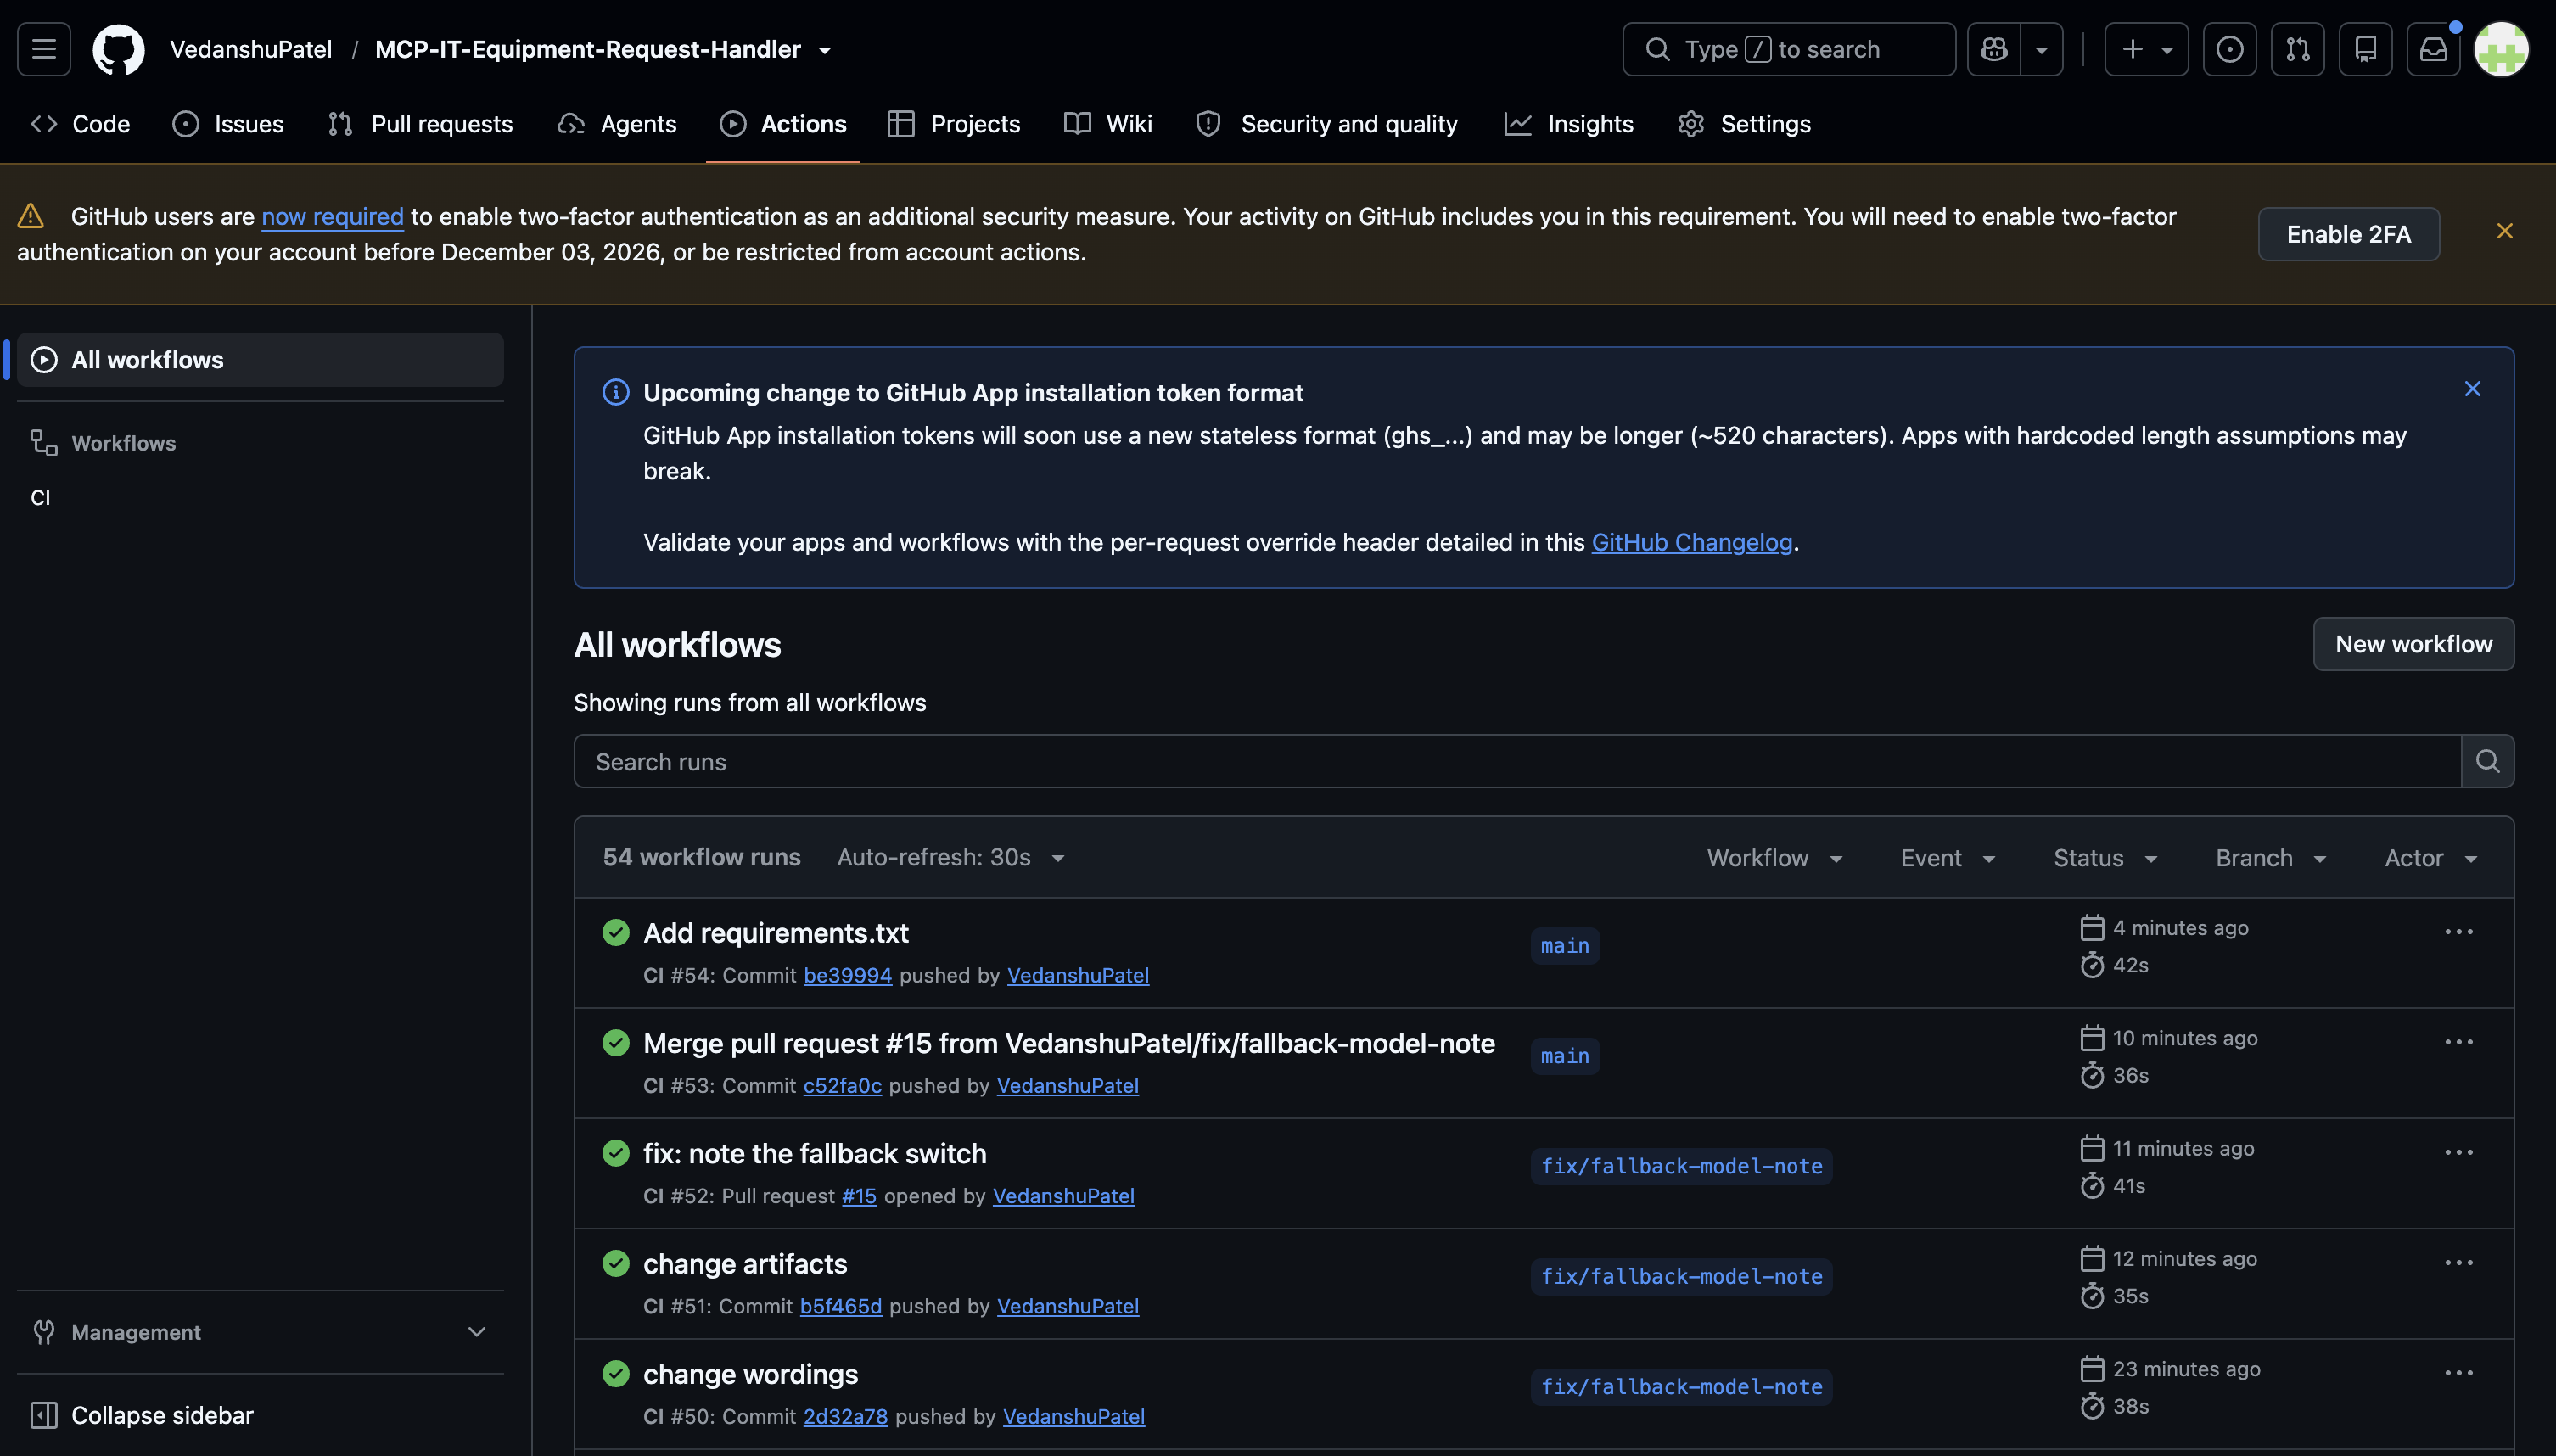 VedanshuPatel / MCP-IT-Equipment-Request-Handler
Type / to search
Code Issues Pull requests Agents Actions Projects Wiki Security and quality Insights Settings
GitHub users are now required to enable two-factor authentication as an additional security measure. Your activity on GitHub includes you in this requirement. You will need to enable two-factor
authentication on your account before December 03, 2026, or be restricted from account actions.
Enable 2FA
All workflows
Workflows
CI
Management
Collapse sidebar
Upcoming change to GitHub App installation token format
GitHub App installation tokens will soon use a new stateless format (ghs_...) and may be longer (~520 characters). Apps with hardcoded length assumptions may
break.
Validate your apps and workflows with the per-request override header detailed in this GitHub Changelog.
All workflows
New workflow
Showing runs from all workflows
Search runs
54 workflow runs Auto-refresh: 30s Workflow Event Status Branch Actor
Add requirements.txt
CI #54: Commit be39994 pushed by VedanshuPatel
main
4 minutes ago
42s
Merge pull request #15 from VedanshuPatel/fix/fallback-model-note
CI #53: Commit c52fa0c pushed by VedanshuPatel
main
10 minutes ago
36s
fix: note the fallback switch
CI #52: Pull request #15 opened by VedanshuPatel
fix/fallback-model-note
11 minutes ago
41s
change artifacts
CI #51: Commit b5f465d pushed by VedanshuPatel
fix/fallback-model-note
12 minutes ago
35s
change wordings
CI #50: Commit 2d32a78 pushed by VedanshuPatel
fix/fallback-model-note
23 minutes ago
38s